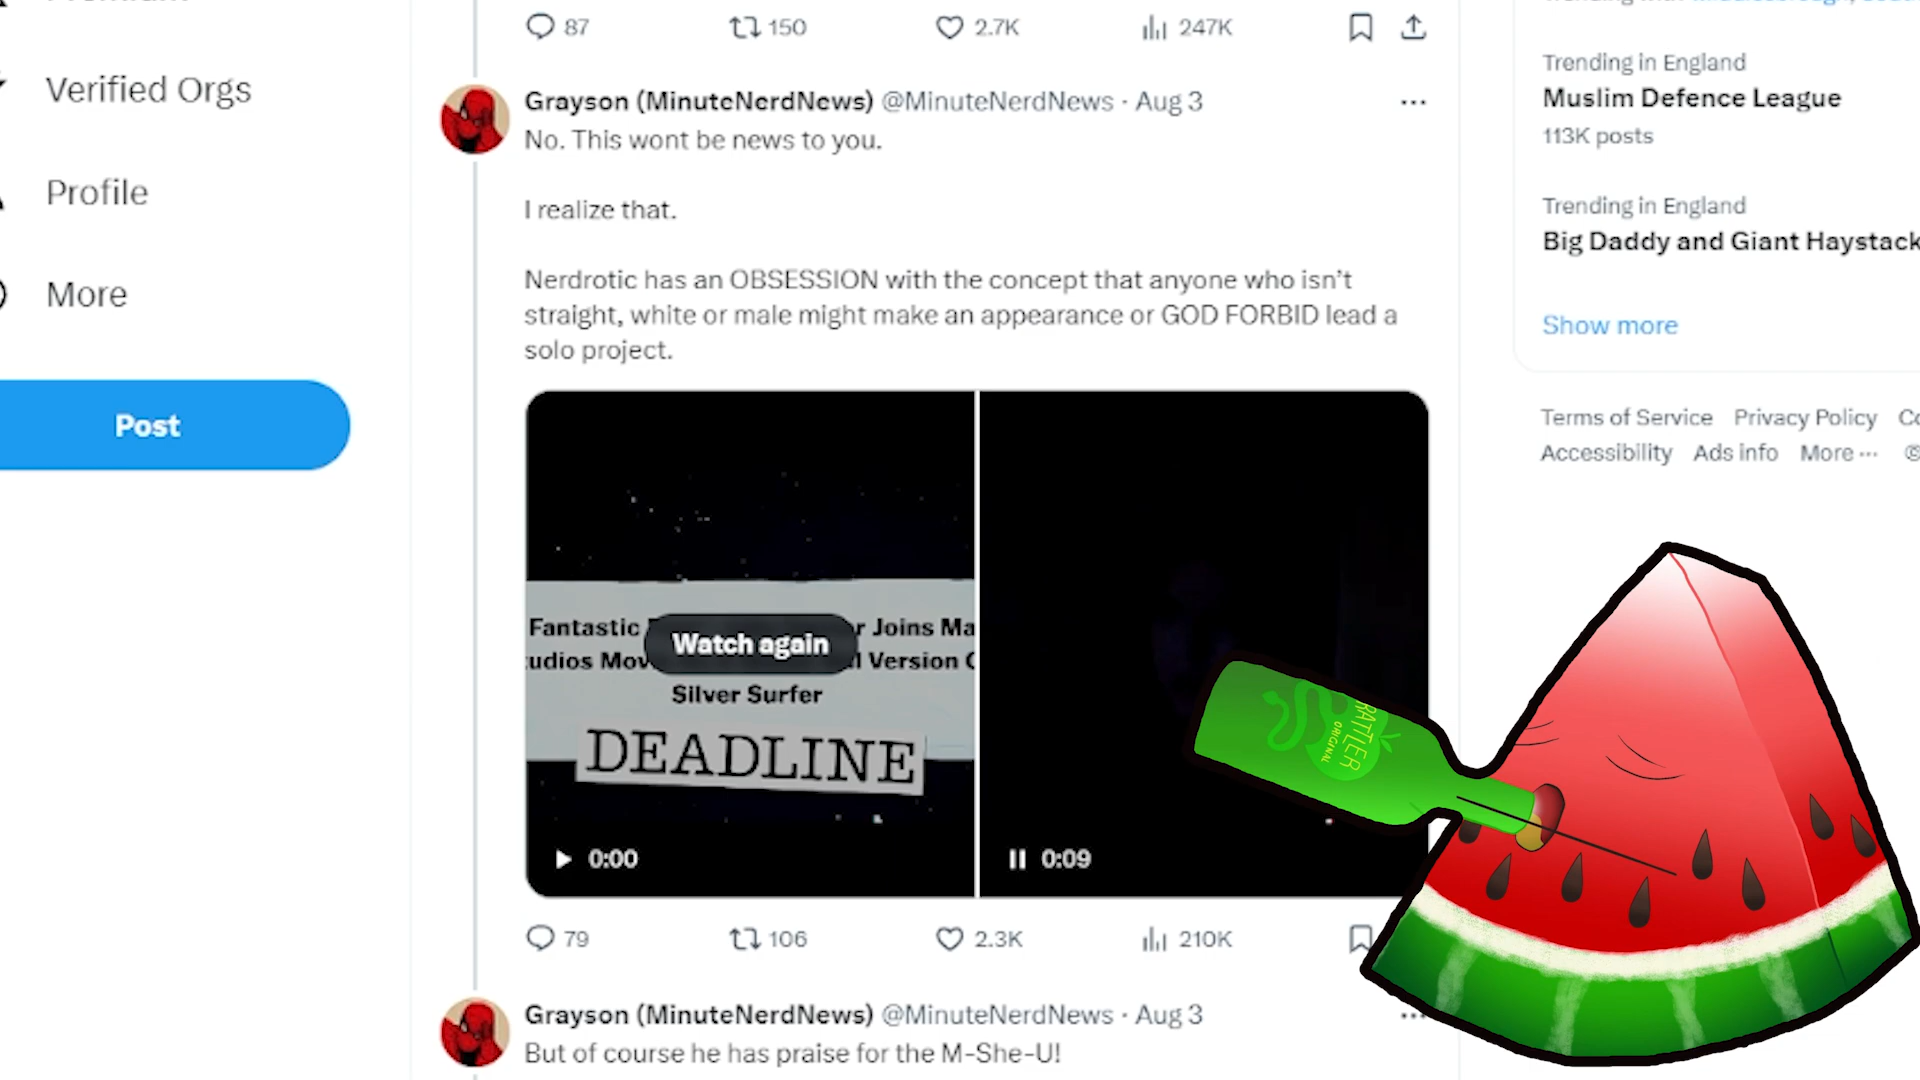 Premium
Verified Orgs
Profile
More
Post
87
150
2.7K
247K
Grayson (MinuteNerdNews) @MinuteNerdNews · Aug 3
No. This wont be news to you.
I realize that.
Nerdrotic has an OBSESSION with the concept that anyone who isn't
straight, white or male might make an appearance or GOD FORBID lead a
solo project.
Fantastic r Joins Ma
udios Mov l Version
Silver Surfer
Watch again
DEADLINE
0:00
0:09
79
106
2.3K
210K
Grayson (MinuteNerdNews) @MinuteNerdNews · Aug 3
But of course he has praise for the M-She-U!
Trending in England
Muslim Defence League
113K posts
Trending in England
Big Daddy and Giant Haystack
Show more
Terms of Service Privacy Policy
Accessibility Ads info More ···
RATTLER
ORIGINAL